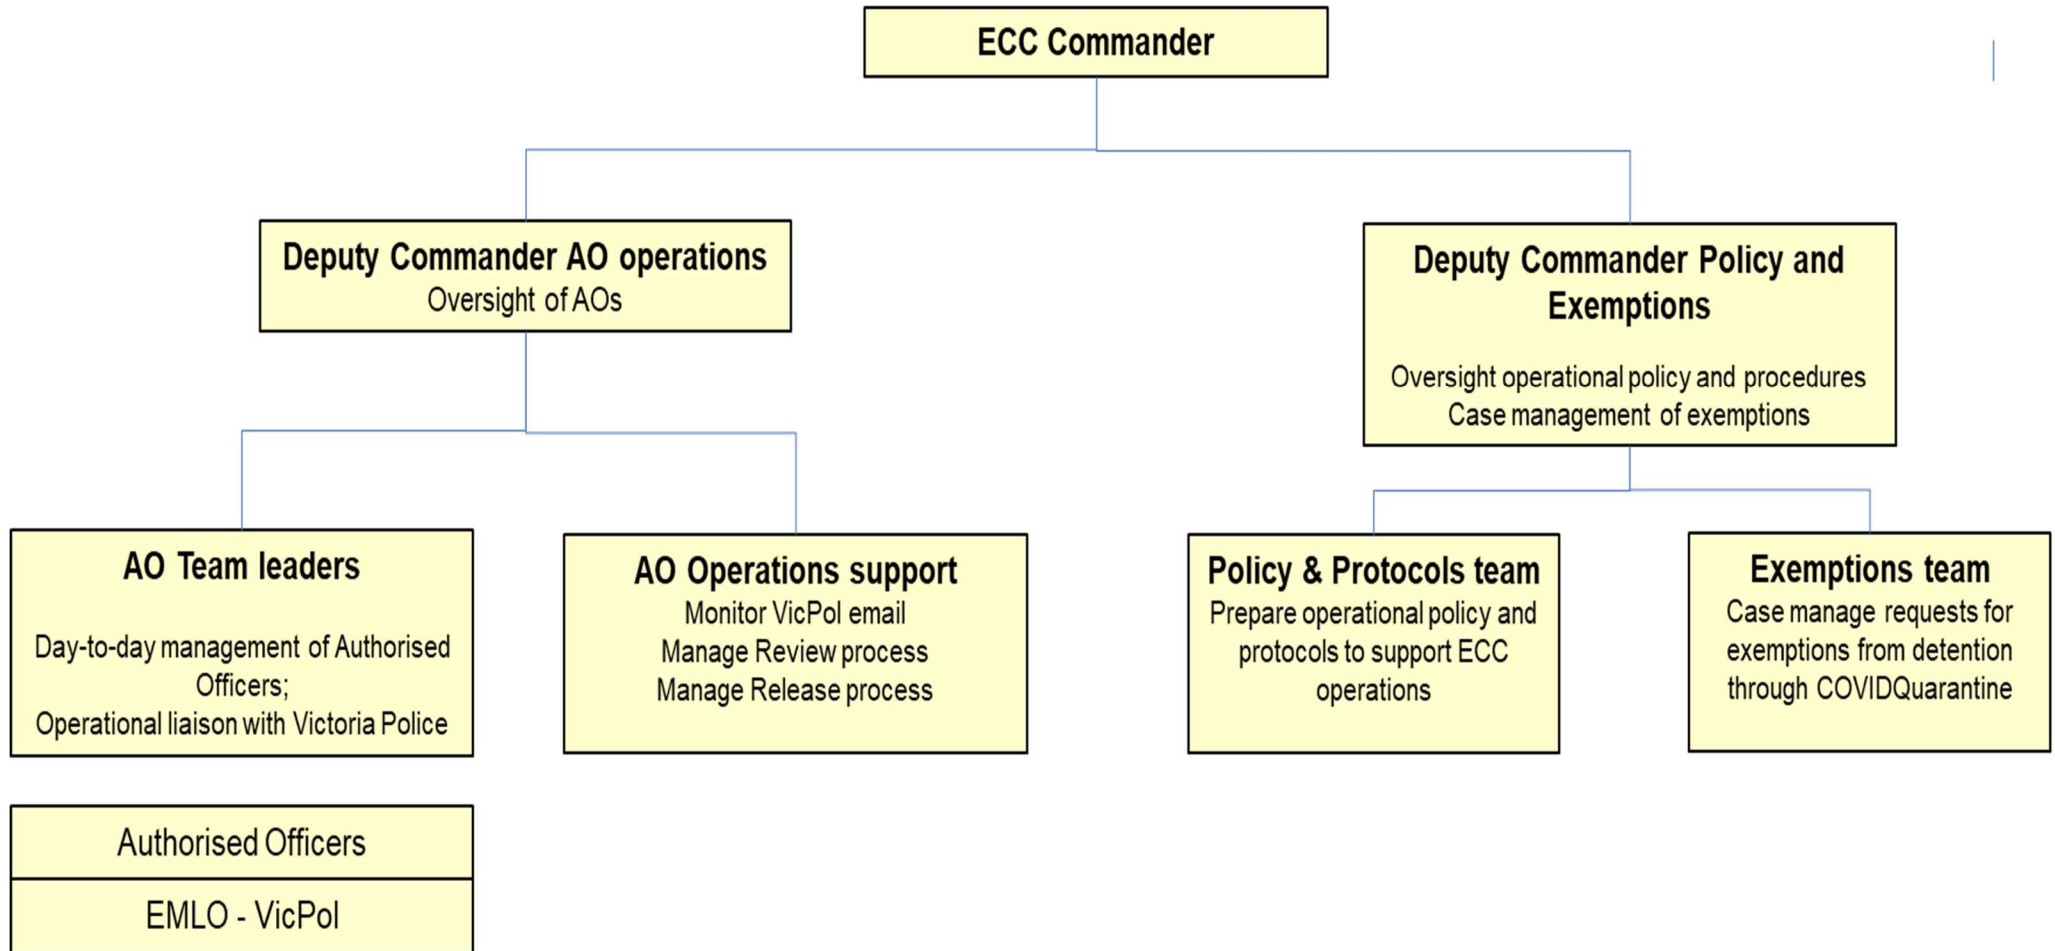 ECC Commander
Deputy Commander AO operations
Oversight of AOs
Deputy Commander Policy and
Exemptions
Oversight operational policy and procedures
Case management of exemptions
AO Team leaders
Day-to-day management of Authorised
Officers;
Operational liaison with Victoria Police
AO Operations support
Monitor VicPol email
Manage Review process
Manage Release process
Policy & Protocols team
Prepare operational policy and
protocols to support ECC
operations
Exemptions team
Case manage requests for
exemptions from detention
through COVIDQuarantine
Authorised Officers
EMLO - VicPol